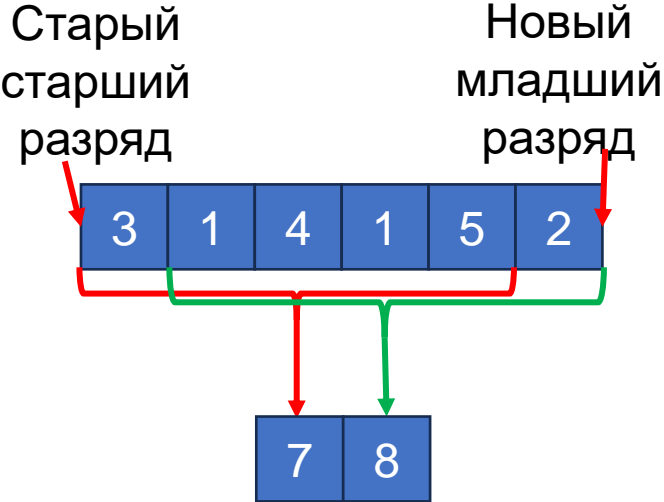 Старый
старший
разряд
Новый
младший
разряд
3 1 4 1 5 2
7 8